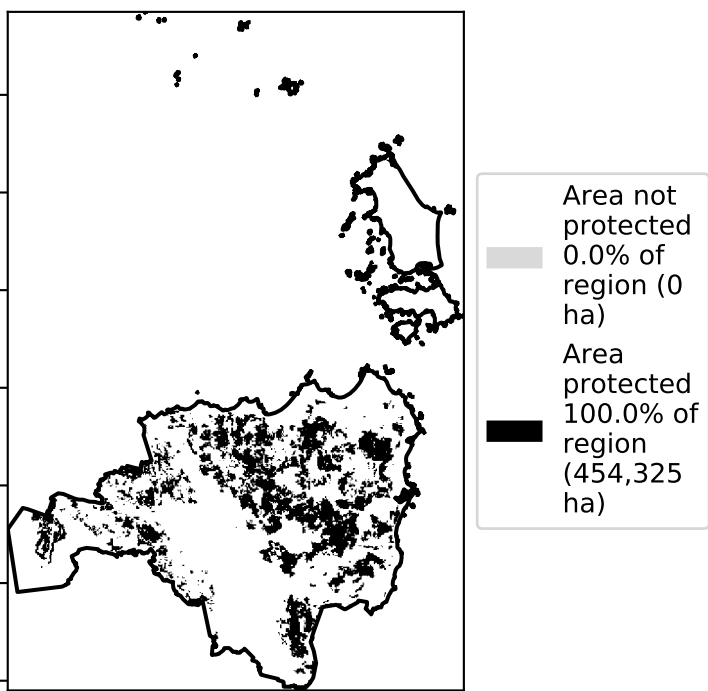 Area not
protected
0.0% of
region (0
ha)
Area
protected
100.0% of
region
(454,325
ha)